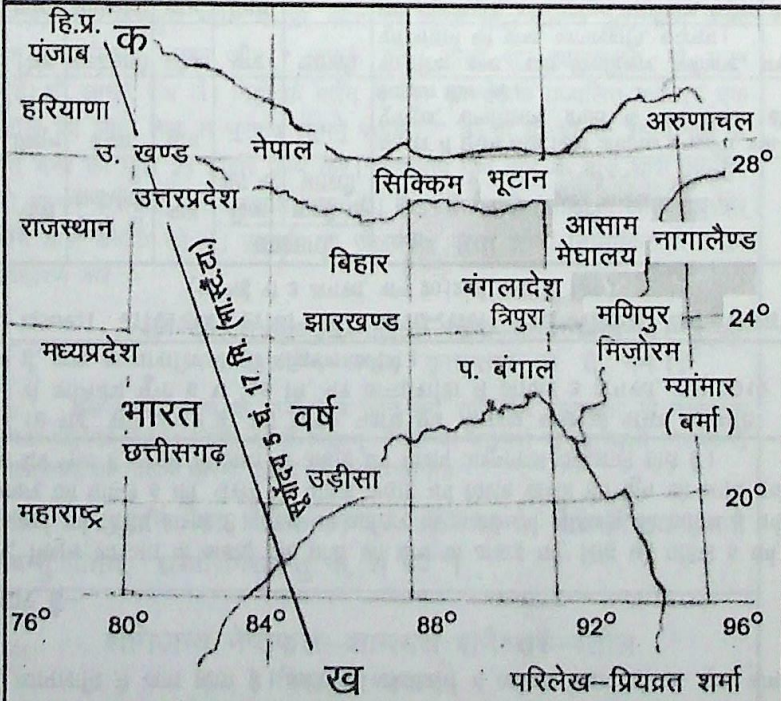 हि.प्र.
पंजाब क
हरियाणा
अरुणाचल
उ. खण्ड नेपाल
28°
सिक्किम भूटान
उत्तरप्रदेश
राजस्थान
आसाम
मेघालय
नागालैण्ड
बिहार
बंगलादेश
त्रिपुरा
झारखण्ड
मणिपुर
24°
मिज़ोरम
मध्यप्रदेश
प. बंगाल
म्यांमार
(बर्मा)
सूर्योदय 5 घं. 17 मि. (भा.स्टैं.टा.)
भारत वर्ष
छत्तीसगढ़
उड़ीसा
20°
महाराष्ट्र
76° 80° 84° 88° 92° 96°
ख
परिलेख--प्रियव्रत शर्मा